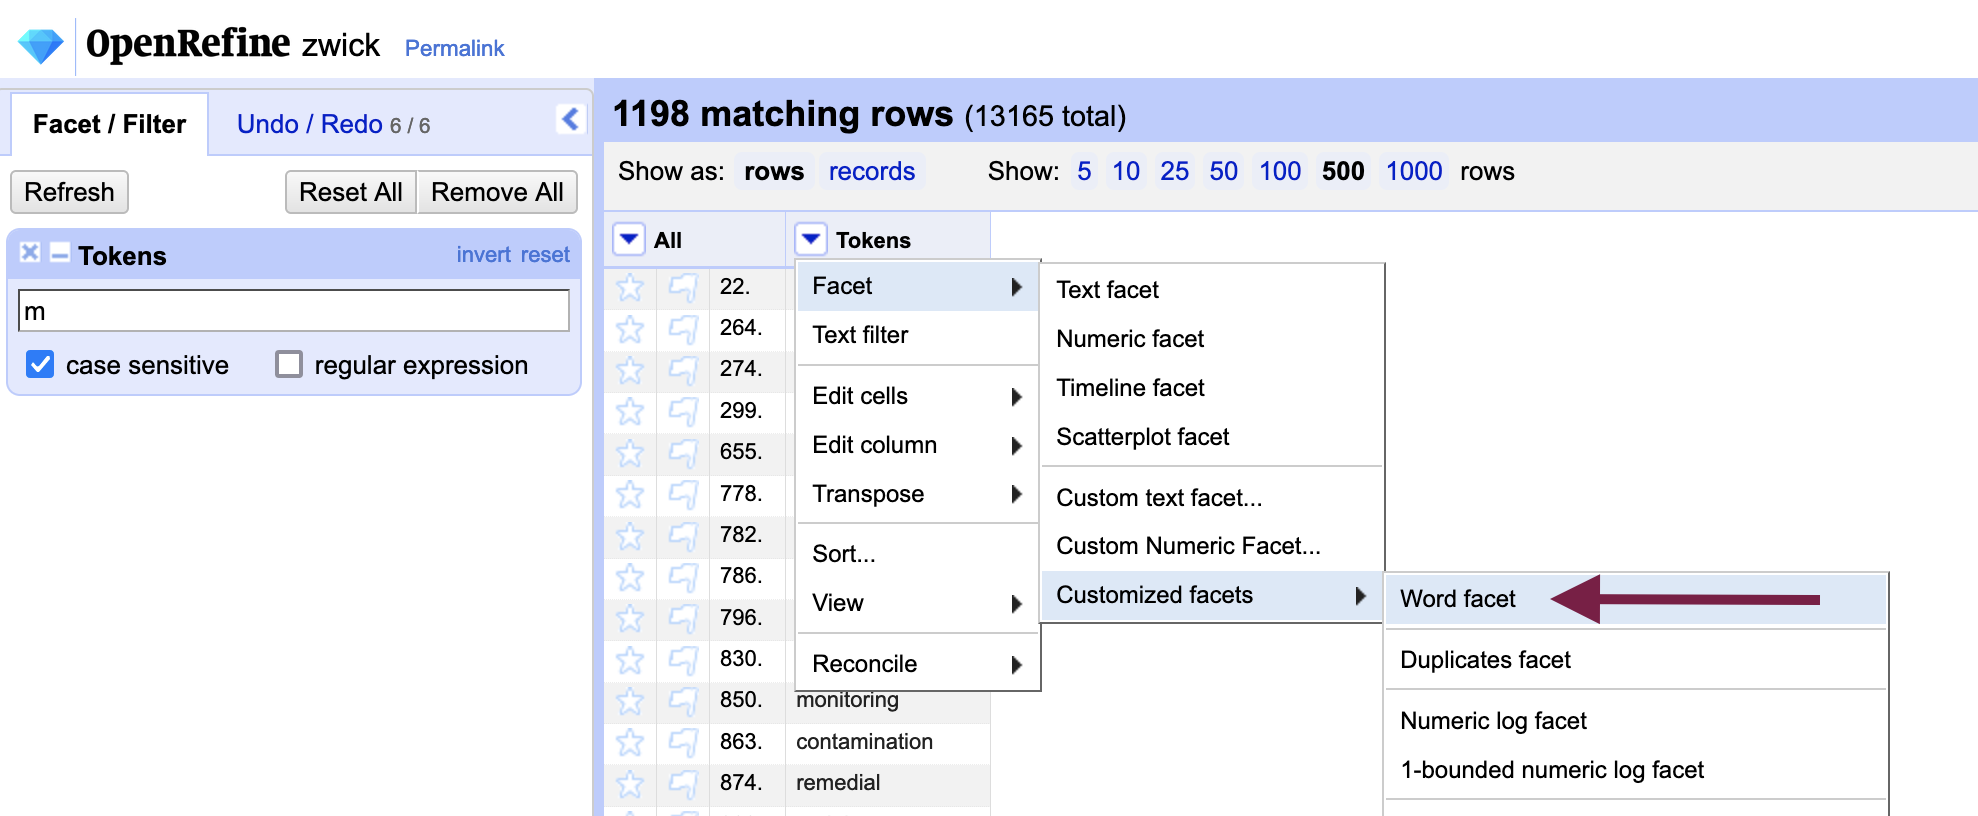 OpenRefine zwick Permalink
Facet / Filter
Undo / Redo 6 / 6
Refresh
Reset All
Remove All
Tokens
invert reset
m
case sensitive
regular expression
1198 matching rows (13165 total)
Show as: rows records
Show: 5 10 25 50 100 500 1000 rows
All
Tokens
22.
264.
274.
299.
655.
778.
782.
786.
796.
830.
850. monitoring
863. contamination
874. remedial
Facet
Text filter
Edit cells
Edit column
Transpose
Sort...
View
Reconcile
Text facet
Numeric facet
Timeline facet
Scatterplot facet
Custom text facet...
Custom Numeric Facet...
Customized facets
Word facet
Duplicates facet
Numeric log facet
1-bounded numeric log facet